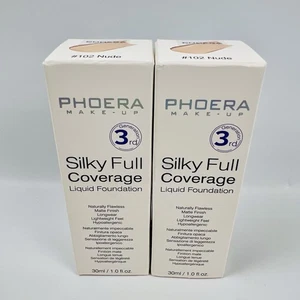 #102 Nude
PHOERA
MAKE-UP
3rd Generation
Silky Full
Coverage
Liquid Foundation
Naturally Flawless
Matte Finish
Longwear
Lightweight Feel
Hypoallergenic
30ml / 1.0 fl.oz.
#102 Nude
PHOERA
MAKE-UP
3rd Generation
Silky Full
Coverage
Liquid Foundation
Naturally Flawless
Matte Finish
Longwear
Lightweight Feel
Hypoallergenic
30ml / 1.0 fl.oz.